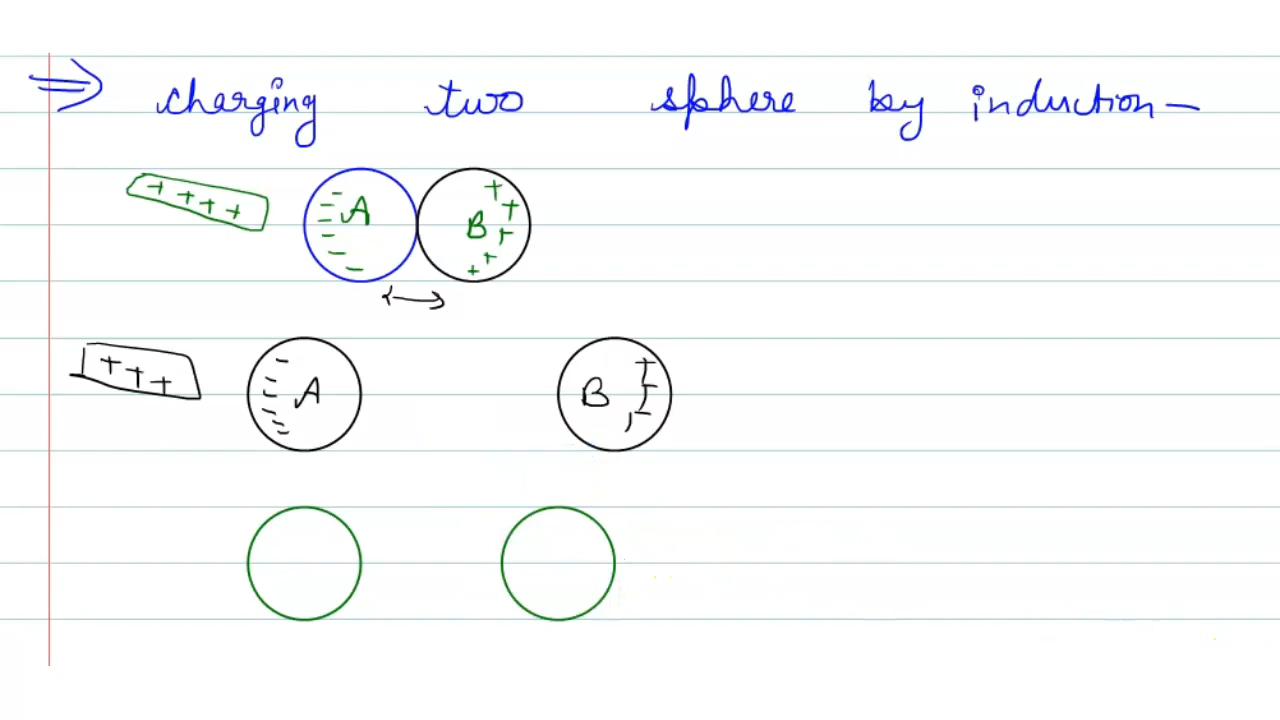 ⇒ charging two sphere by induction –
+ + + + - - - - - A B + + + + +
+ + + - - - - - A B + + +